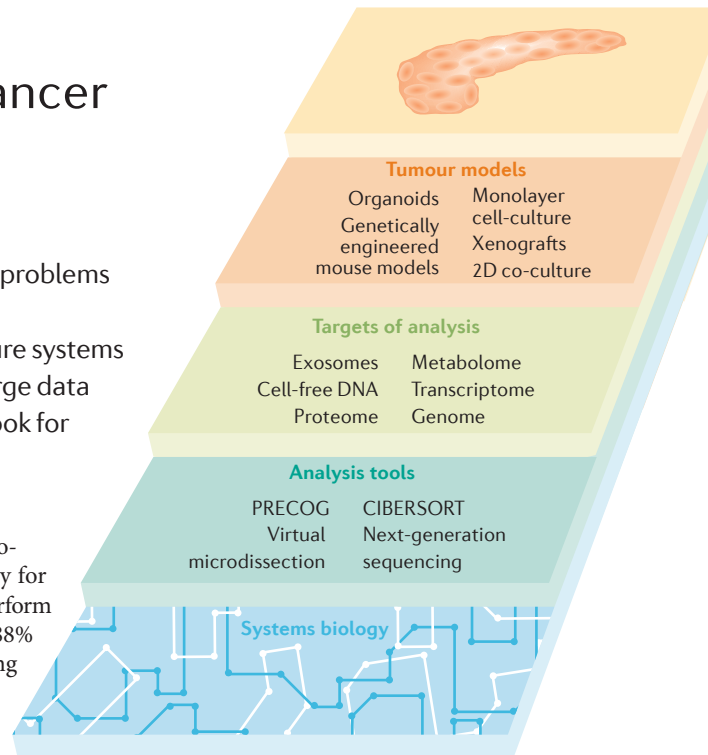 ancer
problems
ure systems
rge data
ook for
o-
y for
rform
38%
ng
Tumour models
Organoids
Genetically
engineered
mouse models
Monolayer
cell-culture
Xenografts
2D co-culture
Targets of analysis
Exosomes
Cell-free DNA
Proteome
Metabolome
Transcriptome
Genome
Analysis tools
PRECOG
Virtual
microdissection
CIBERSORT
Next-generation
sequencing
Systems biology